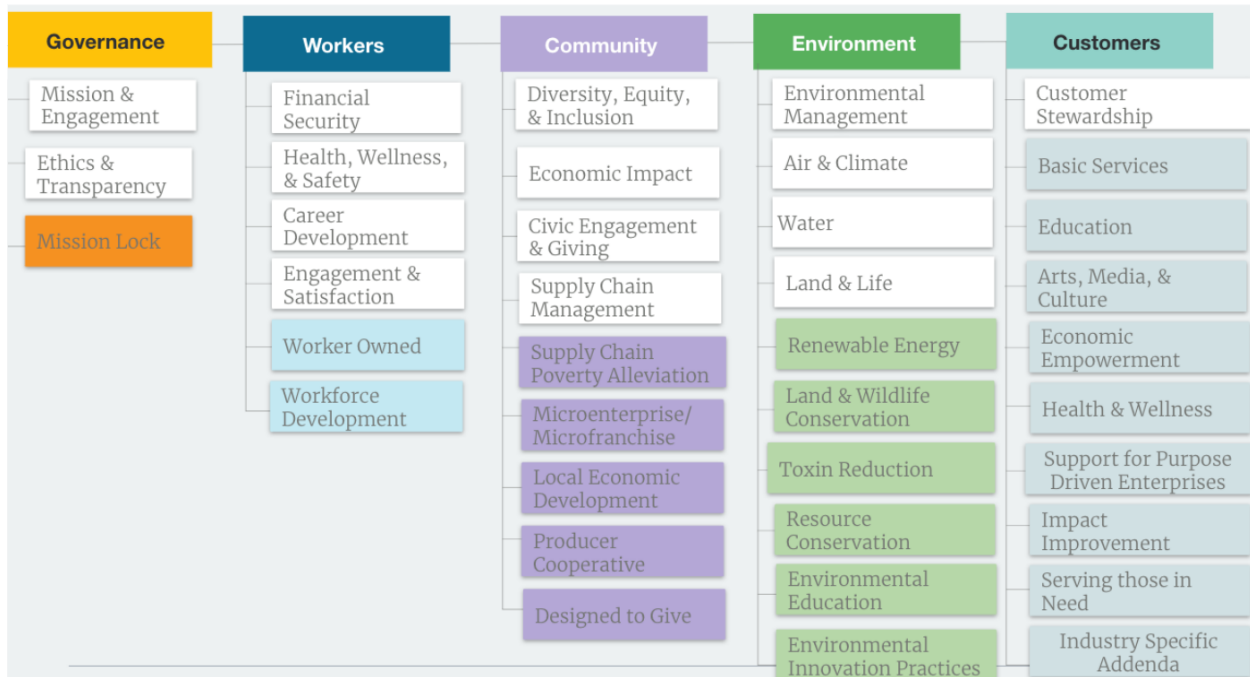 Governance
Mission &
Engagement
Ethics &
Transparency
Mission Lock
Workers
Financial
Security
Health, Wellness,
& Safety
Career
Development
Engagement &
Satisfaction
Worker Owned
Workforce
Development
Community
Diversity, Equity,
& Inclusion
Economic Impact
Civic Engagement
& Giving
Supply Chain
Management
Supply Chain
Poverty Alleviation
Microenterprise/
Microfranchise
Local Economic
Development
Producer
Cooperative
Designed to Give
Environment
Environmental
Management
Air & Climate
Water
Land & Life
Renewable Energy
Land & Wildlife
Conservation
Toxin Reduction
Resource
Conservation
Environmental
Education
Environmental
Innovation Practices
Customers
Customer
Stewardship
Basic Services
Education
Arts, Media, &
Culture
Economic
Empowerment
Health & Wellness
Support for Purpose
Driven Enterprises
Impact
Improvement
Serving those in
Need
Industry Specific
Addenda